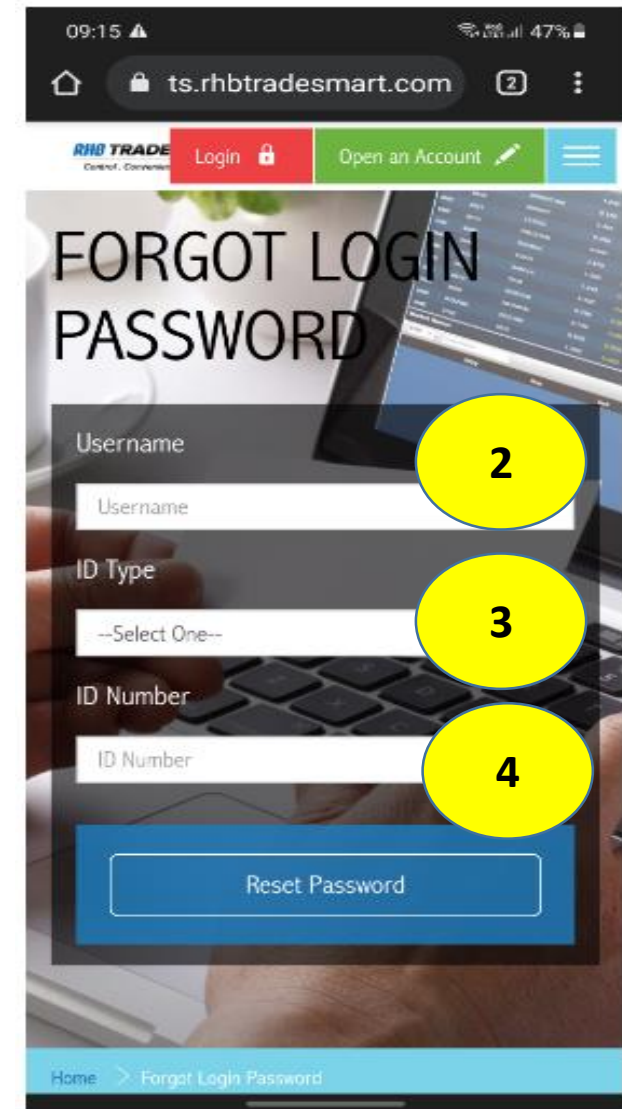 09:15 47%
ts.rhbtradesmart.com 2
RHB TRADE Login Open an Account
FORGOT LOGIN
PASSWORD
Username
2
Username
ID Type
3
--Select One--
ID Number
ID Number
4
Reset Password
Home > Forgot Login Password